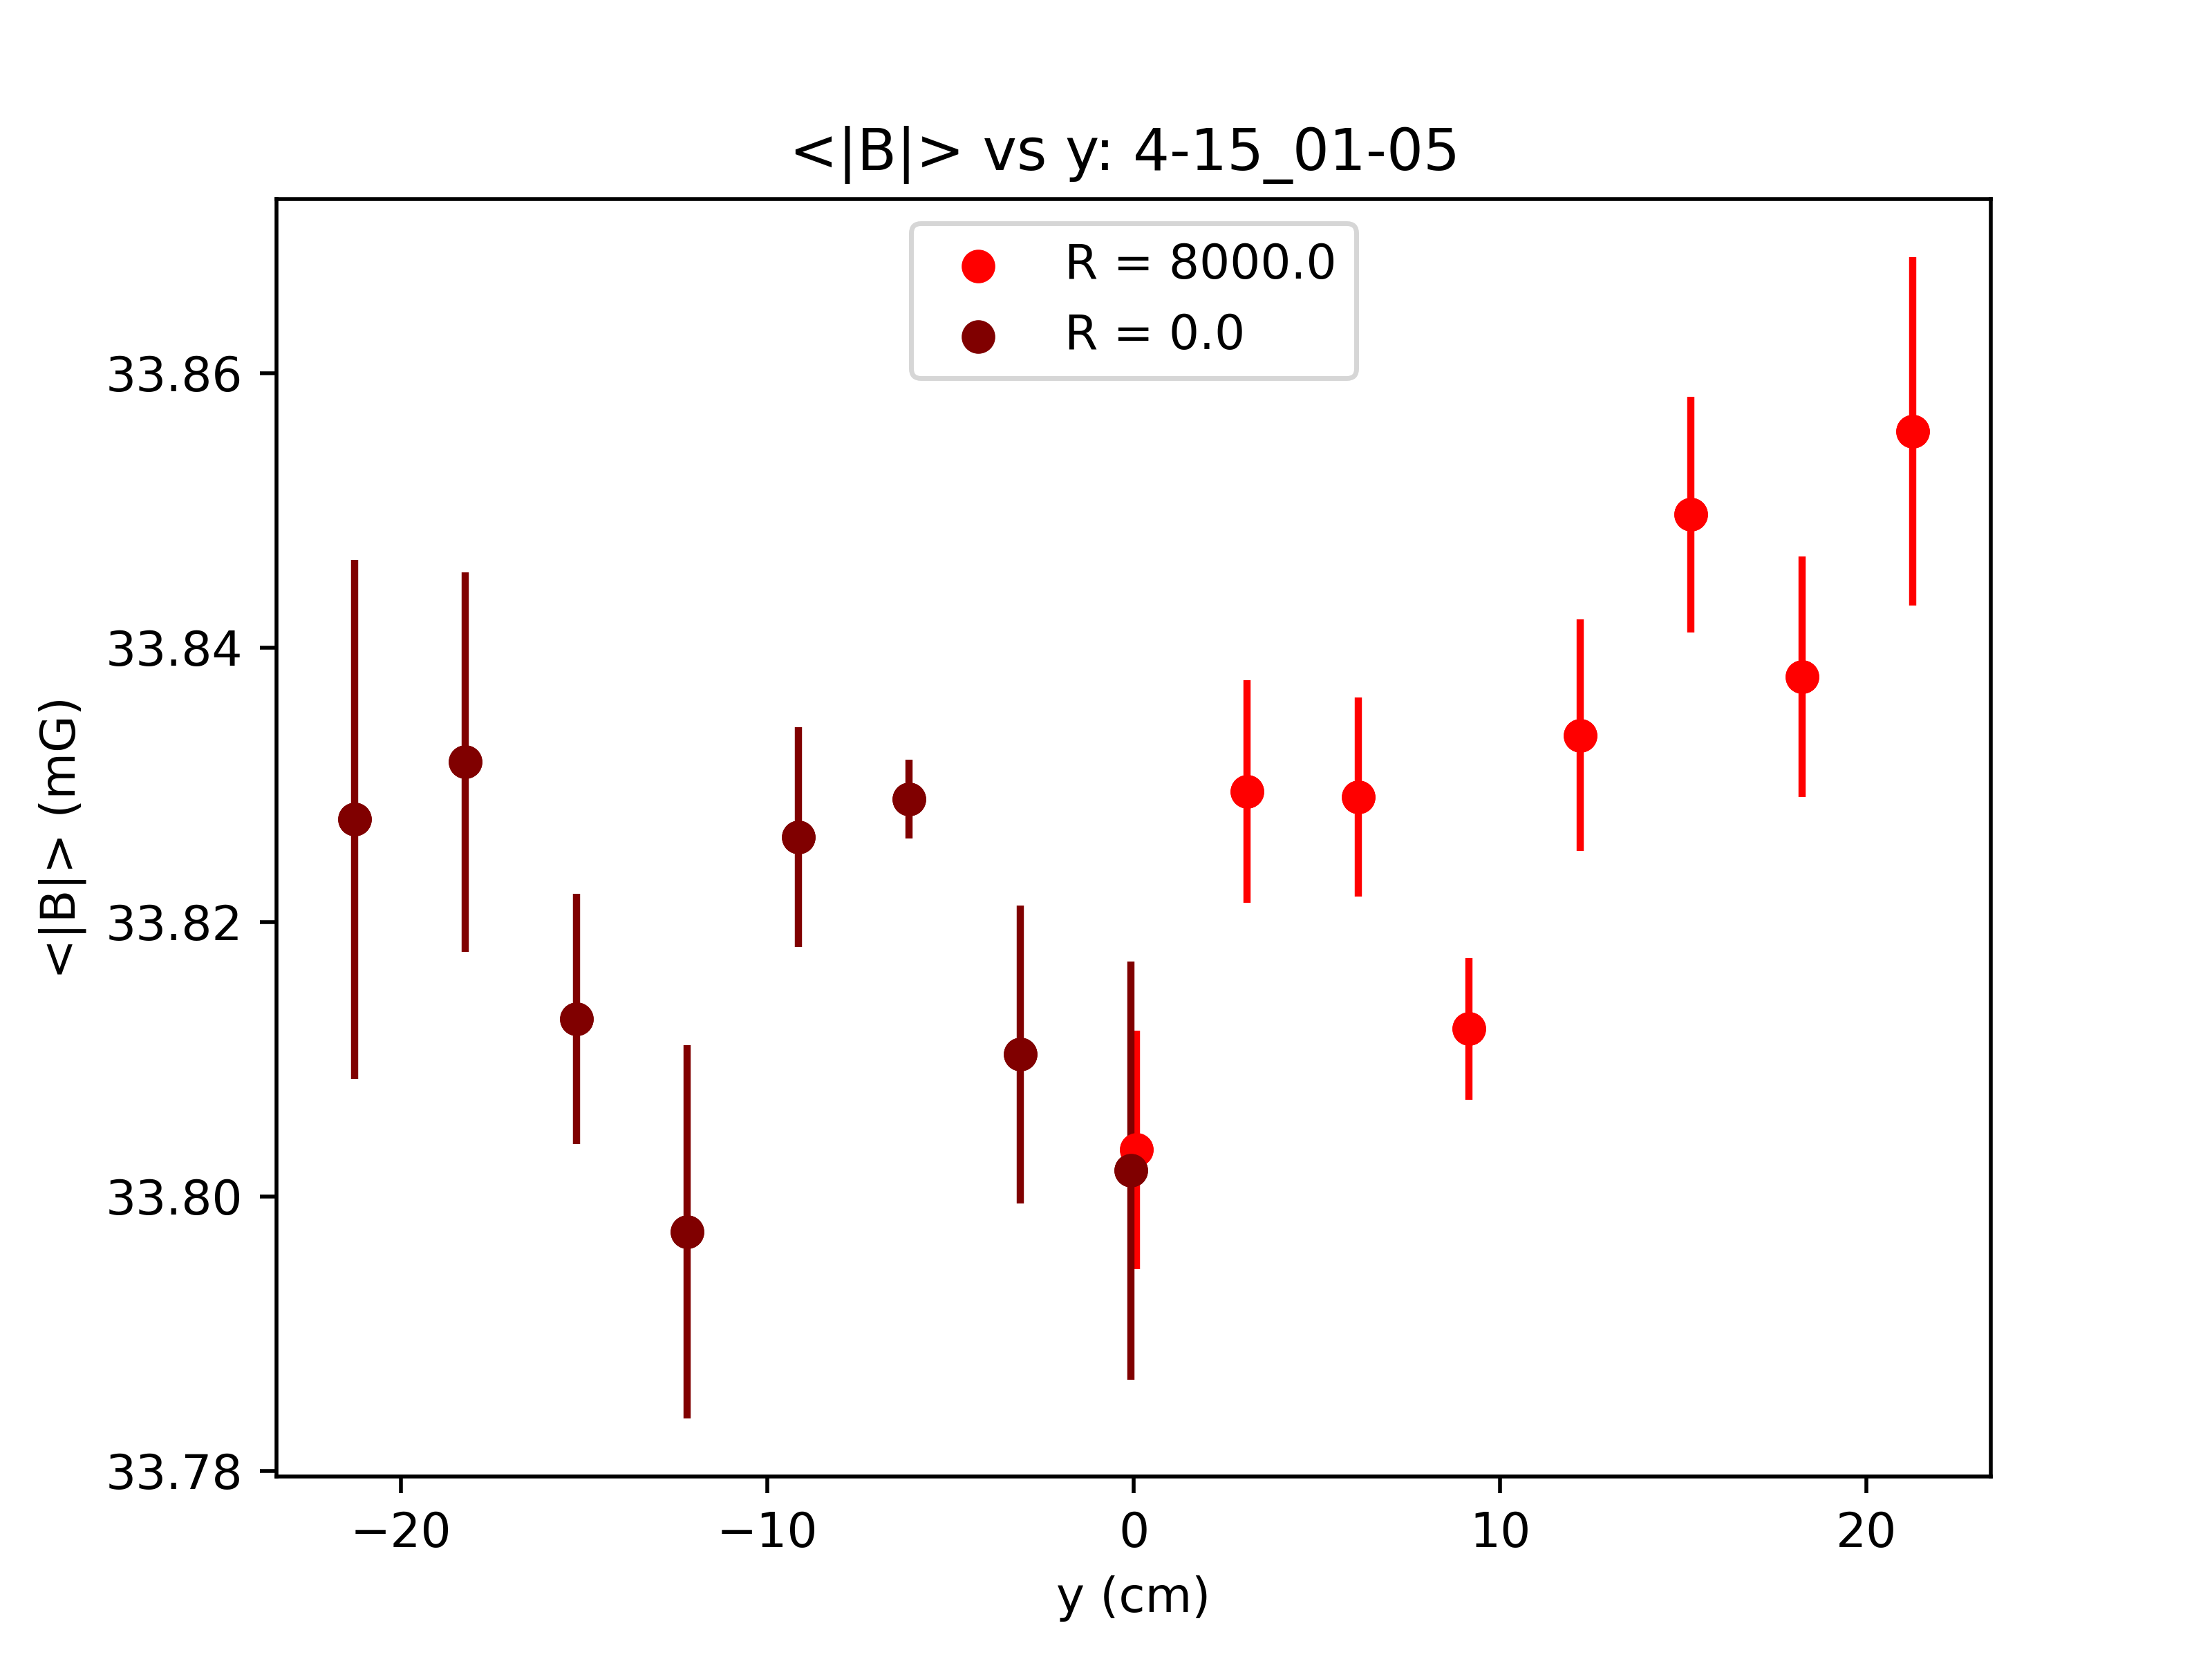 <|B|> vs y: 4-15_01-05
R = 8000.0
R = 0.0
33.86
33.84
33.82
33.80
33.78
<|B|> (mG)
−20
−10
0
10
20
y (cm)